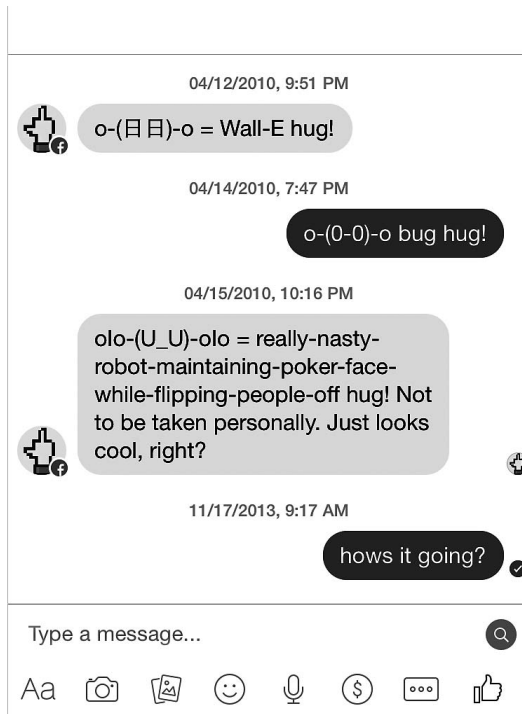 04/12/2010, 9:51 PM
o-(日日)-o = Wall-E hug!
04/14/2010, 7:47 PM
o-(0-0)-o bug hug!
04/15/2010, 10:16 PM
olo-(U_U)-olo = really-nasty-
robot-maintaining-poker-face-
while-flipping-people-off hug! Not
to be taken personally. Just looks
cool, right?
11/17/2013, 9:17 AM
hows it going?
Type a message...
Aa
$